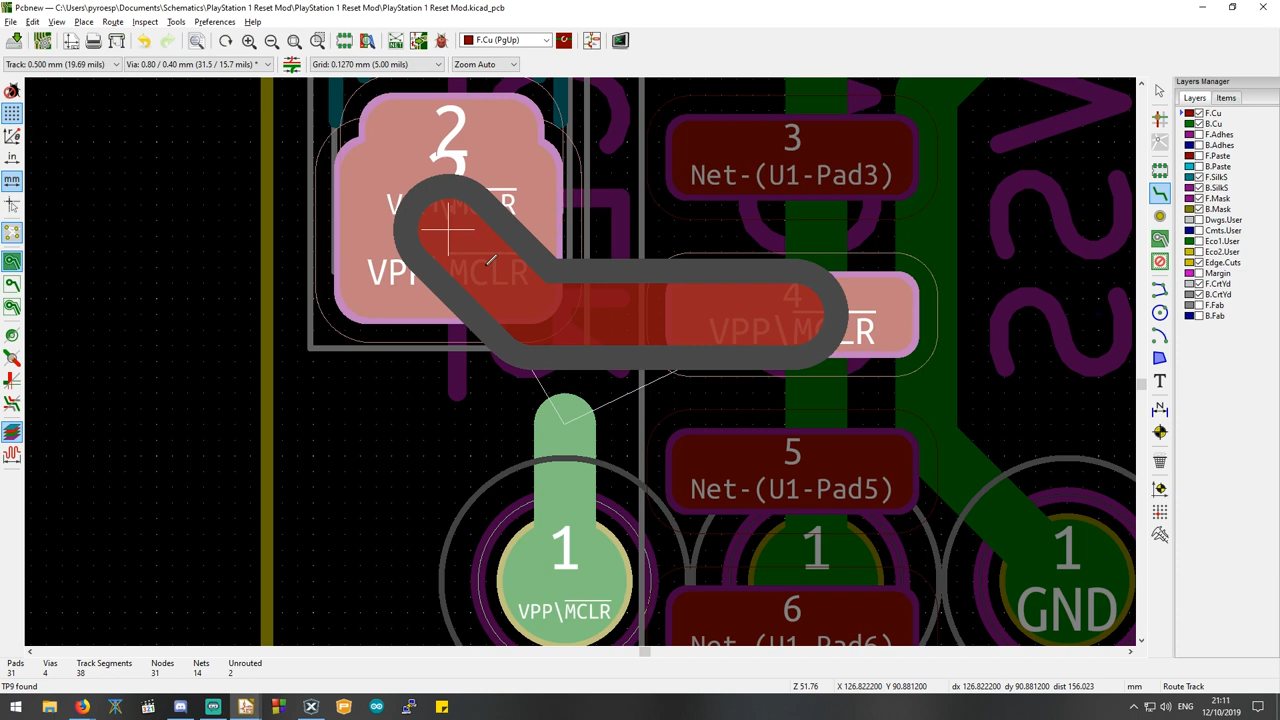 Pcbnew — C:\Users\pyroesp\Documents\Schematics\PlayStation 1 Reset Mod\PlayStation 1 Reset Mod\PlayStation 1 Reset Mod.kicad_pcb
File Edit View Place Route Inspect Tools Preferences Help
F.Cu (PgUp)
Track: 0.500 mm (19.69 mils) Via: 0.80 / 0.40 mm (31.5 / 15.7 mils) * Grid: 0.1270 mm (5.00 mils) Zoom Auto
Layers Manager
Layers Items
F.Cu
B.Cu
F.Adhes
B.Adhes
F.Paste
B.Paste
F.SilkS
B.SilkS
F.Mask
B.Mask
Dwgs.User
Cmts.User
Eco1.User
Eco2.User
Edge.Cuts
Margin
F.CrtYd
B.CrtYd
F.Fab
B.Fab
in
mm
2
3
Net-(U1-Pad3)
VPP\MCLR
4
VPP\MCLR
5
Net-(U1-Pad5)
1
VPP\MCLR
1
1
GND
6
Net-(U1-Pad6)
Pads Vias Track Segments Nodes Nets Unrouted
31 4 38 31 14 2
TP9 found Z 51.76 X 126.822200 Y 90.881200 dx 126.822200 dy 90.881200 dist 156.023 mm Route Track
ENG
21:11
12/10/2019